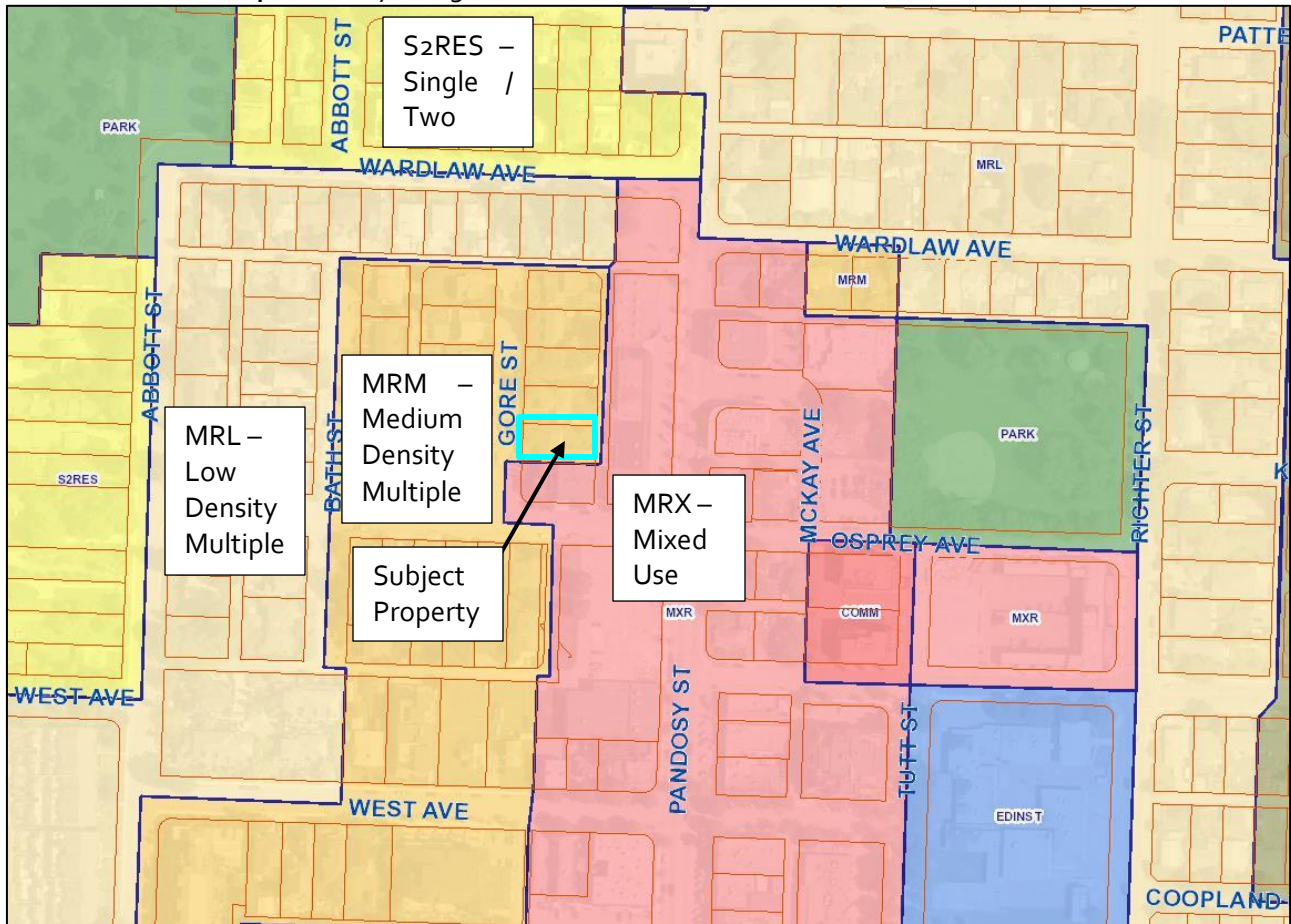 PATTE
ABBOTT ST
S2RES –
Single /
Two
PARK
WARDLAW AVE
MRL
WARDLAW AVE
MRM
ABBOTT ST
GORE ST
MRM –
Medium
Density
Multiple
MRL –
Low
Density
Multiple
BATH ST
MCKAY AVE
PARK
RICHTER ST
K
S2RES
MRX –
Mixed
Use
OSPREY AVE
Subject
Property
MXR
COMM
MXR
WEST AVE
PANDOSY ST
TUTT ST
WEST AVE
EDINST
COOPLAND